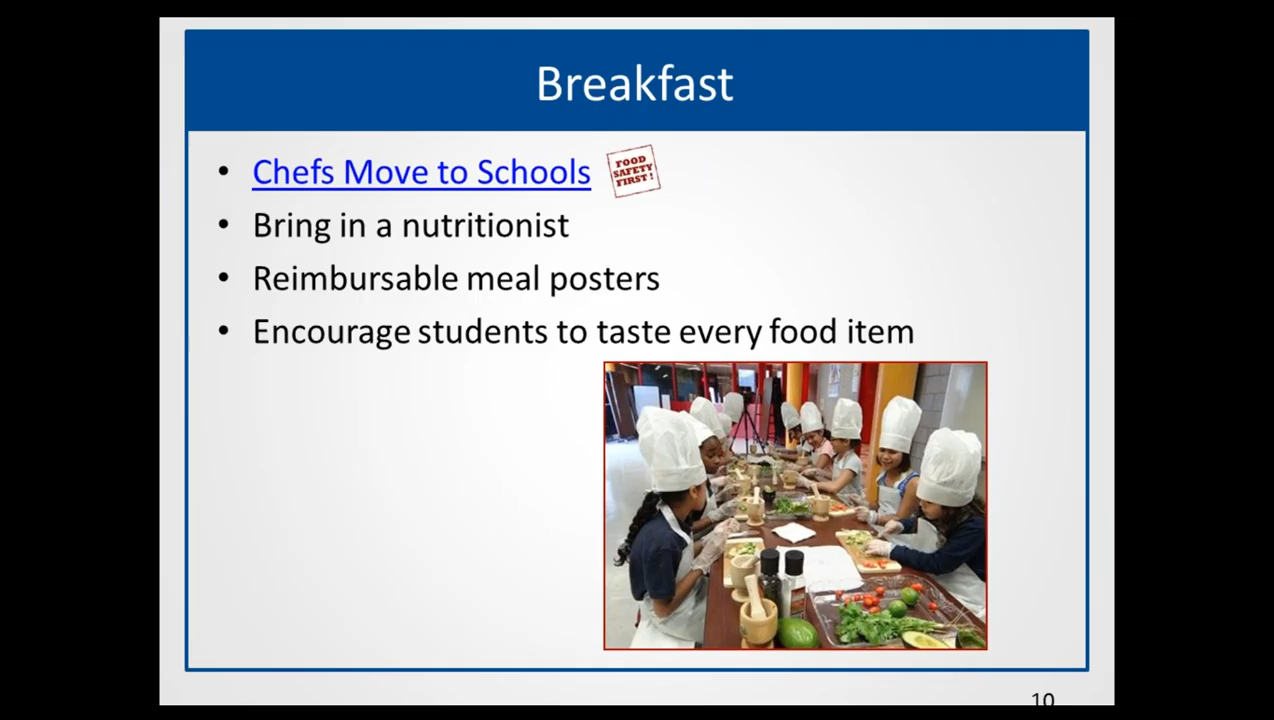 Breakfast
• Chefs Move to Schools
FOOD
SAFETY
FIRST!
• Bring in a nutritionist
• Reimbursable meal posters
• Encourage students to taste every food item
10